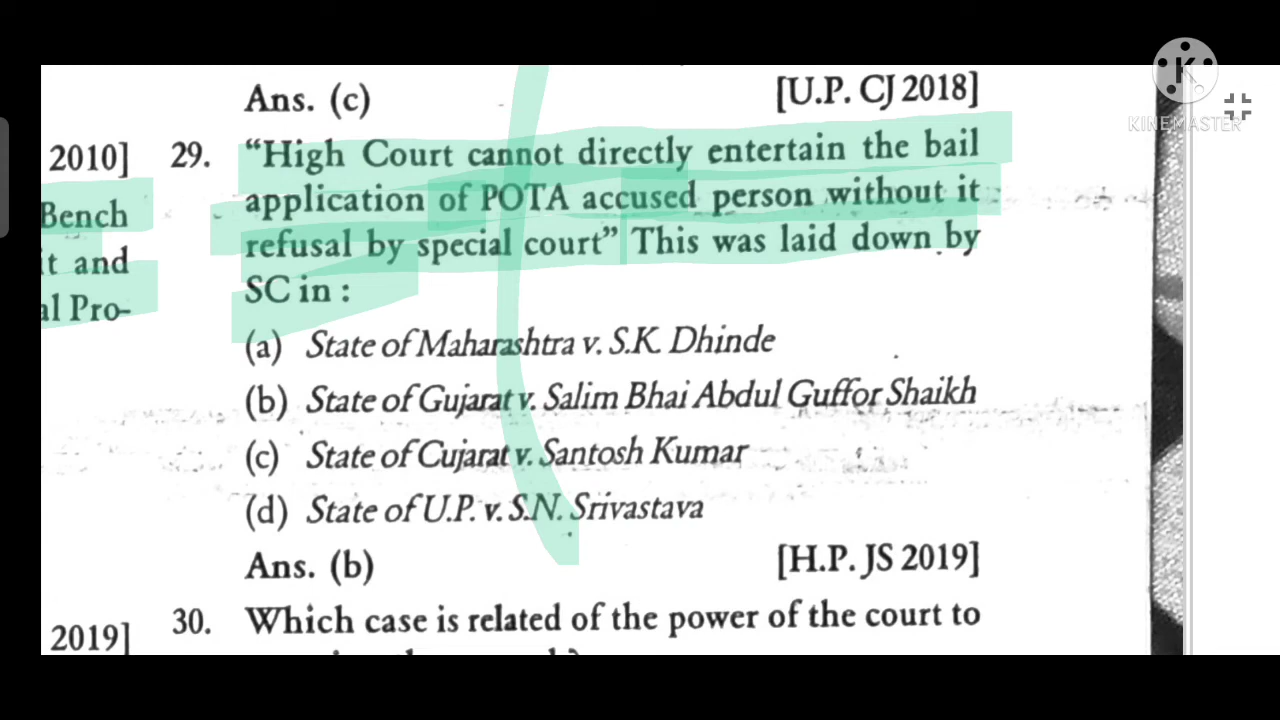 Ans. (c) [U.P. CJ 2018]
2010] 29. “High Court cannot directly entertain the bail
application of POTA accused person without it
Bench
refusal by special court” This was laid down by
it and
SC in :
al Pro-
(a) State of Maharashtra v. S.K. Dhinde
(b) State of Gujarat v. Salim Bhai Abdul Guffor Shaikh
(c) State of Cujarat v. Santosh Kumar
(d) State of U.P. v. S.N. Srivastava
Ans. (b) [H.P. JS 2019]
2019] 30. Which case is related of the power of the court to
K
KINEMASTER